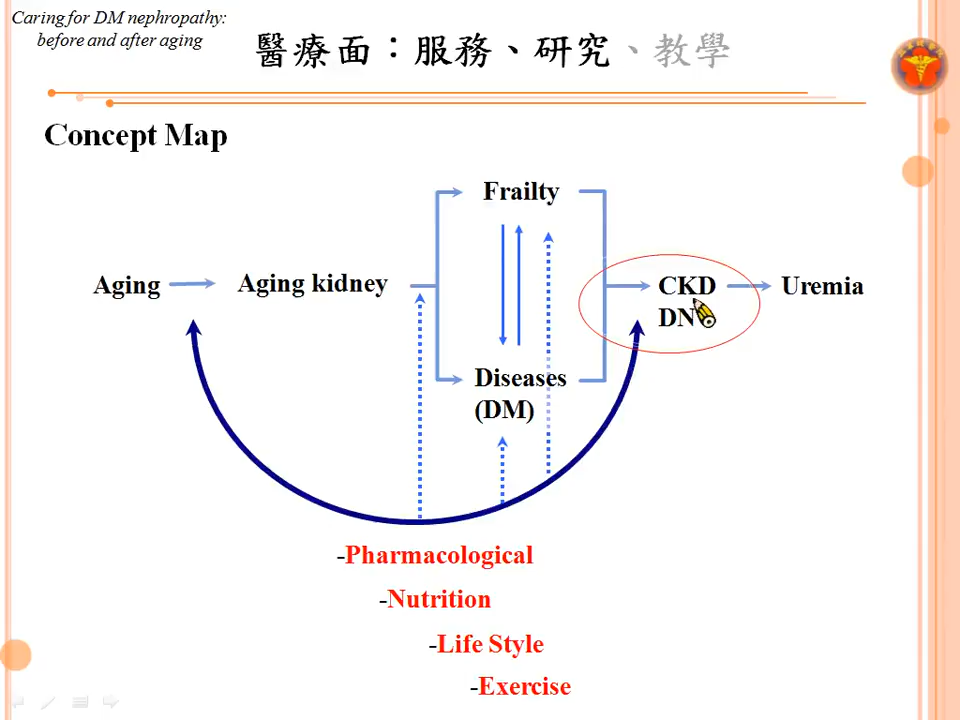 Caring for DM nephropathy:
before and after aging
醫療面：服務、研究、教學
Concept Map
Frailty
Aging
Aging kidney
CKD
DN
Uremia
Diseases
(DM)
-Pharmacological
-Nutrition
-Life Style
-Exercise